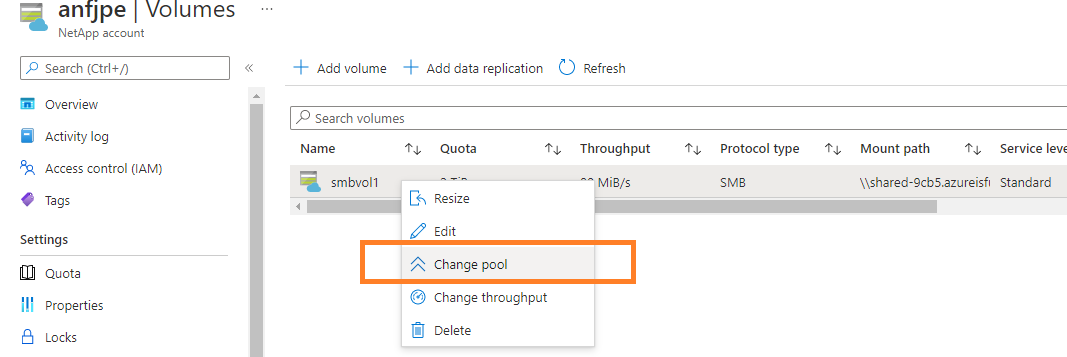 anfjpe | Volumes ...
NetApp account
Search (Ctrl+/) «
Overview
Activity log
Access control (IAM)
Tags
Settings
Quota
Properties
Locks
Add volume Add data replication Refresh
Search volumes
Name Quota Throughput Protocol type Mount path Service leve
smbvol1 MiB/s SMB \\shared-9cb5.azureisf Standard
Resize
Edit
Change pool
Change throughput
Delete